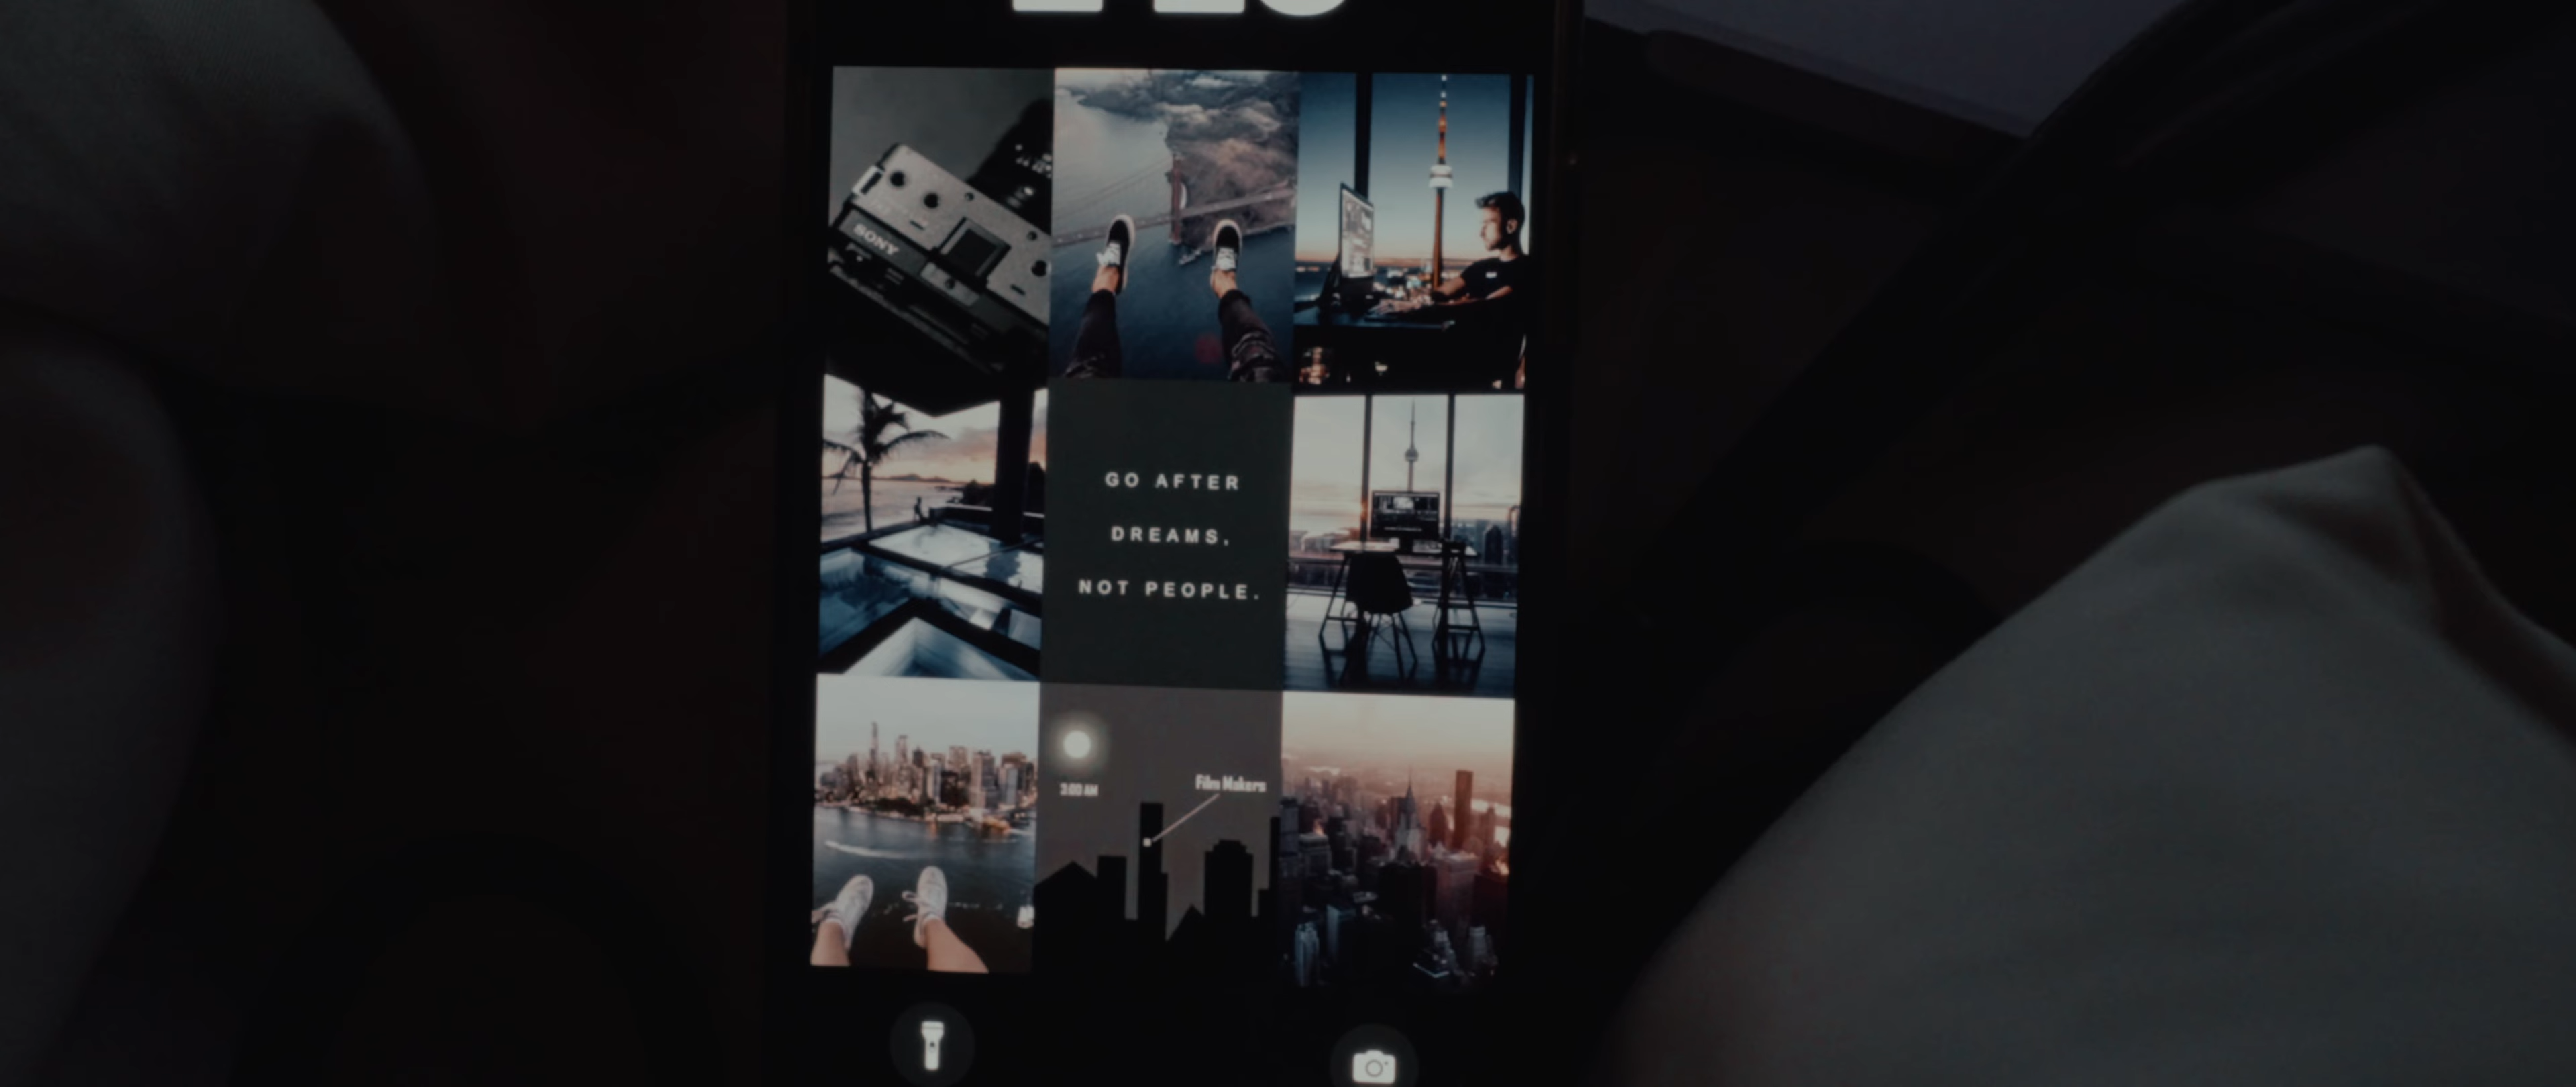 SONY
GO AFTER
DREAMS.
NOT PEOPLE.
3:00 AM
Film Makers